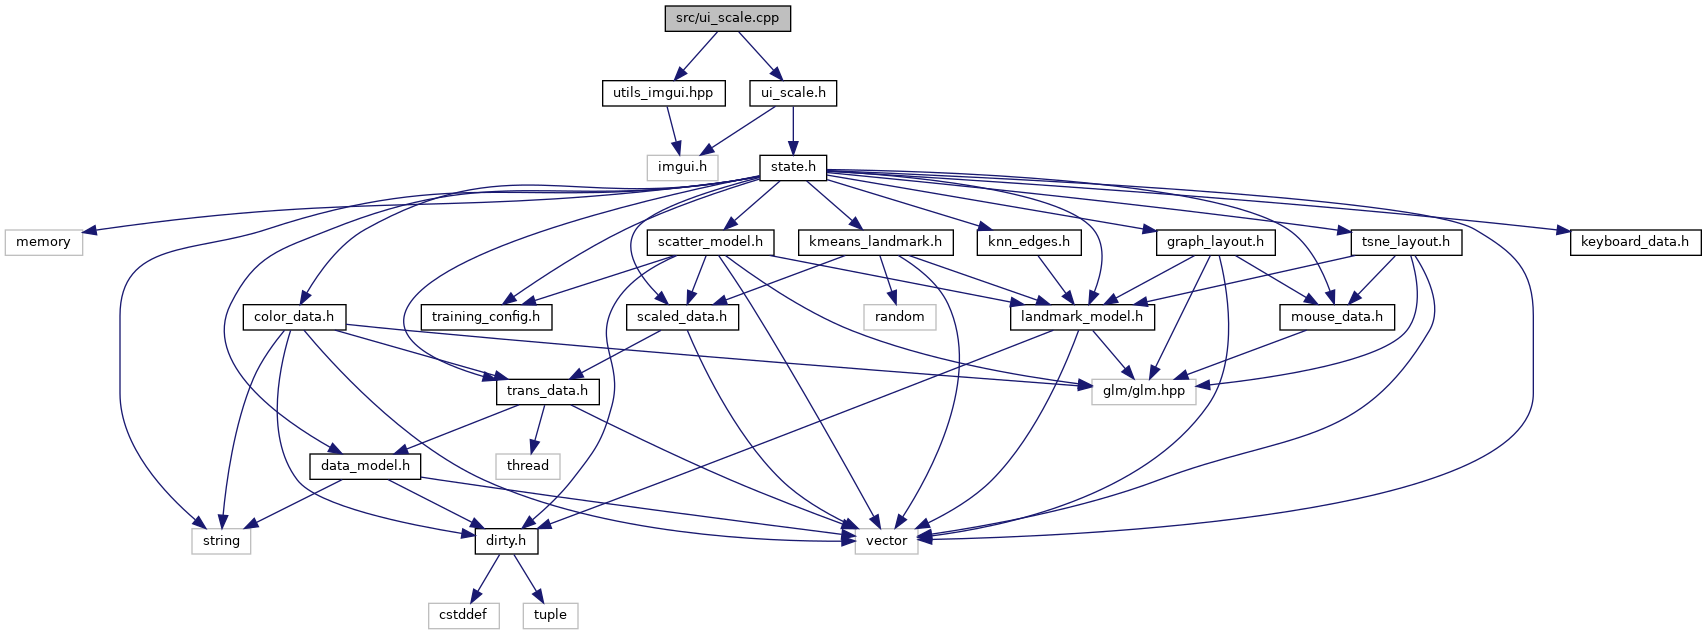 src/ui_scale.cpp
utils_imgui.hpp
ui_scale.h
imgui.h
state.h
memory
scatter_model.h
kmeans_landmark.h
knn_edges.h
graph_layout.h
tsne_layout.h
keyboard_data.h
color_data.h
training_config.h
scaled_data.h
random
landmark_model.h
mouse_data.h
trans_data.h
glm/glm.hpp
data_model.h
thread
string
dirty.h
vector
cstddef
tuple